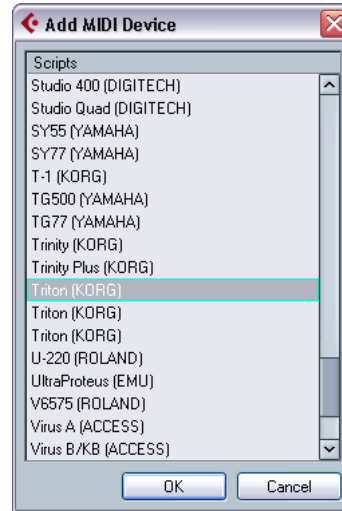 Add MIDI Device
Scripts
Studio 400 (DIGITECH)
Studio Quad (DIGITECH)
SY55 (YAMAHA)
SY77 (YAMAHA)
T-1 (KORG)
TG500 (YAMAHA)
TG77 (YAMAHA)
Trinity (KORG)
Trinity Plus (KORG)
Triton (KORG)
Triton (KORG)
Triton (KORG)
U-220 (ROLAND)
UltraProteus (EMU)
V6575 (ROLAND)
Virus A (ACCESS)
Virus B/KB (ACCESS)
OK Cancel